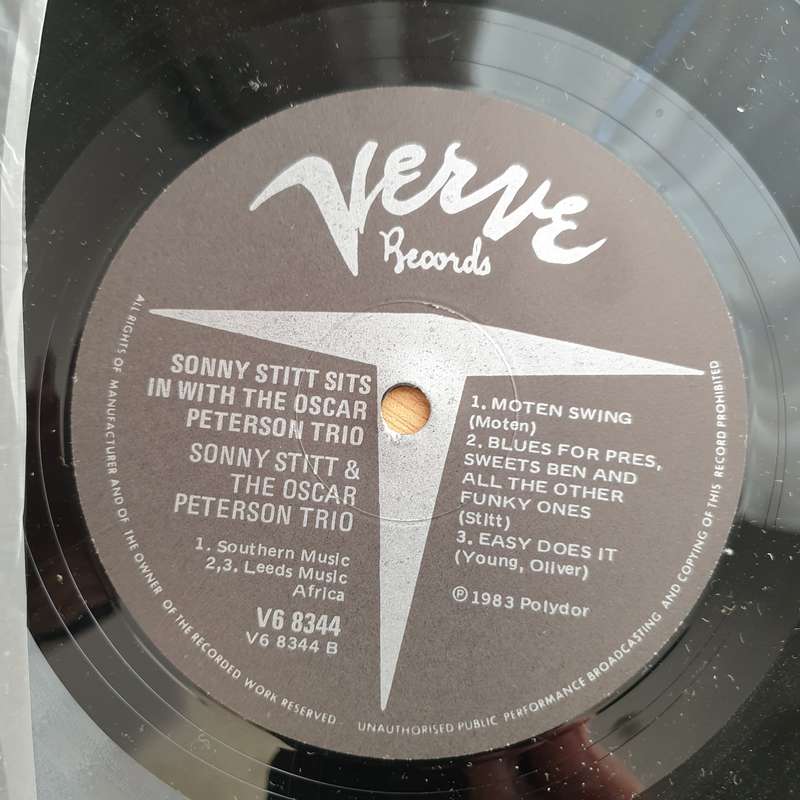 Verve
Records
SONNY STITT SITS
IN WITH THE OSCAR
PETERSON TRIO
SONNY STITT &
THE OSCAR
PETERSON TRIO
1. Southern Music
2,3. Leeds Music
Africa
V6 8344
V6 8344 B
1. MOTEN SWING
(Moten)
2. BLUES FOR PRES,
SWEETS BEN AND
ALL THE OTHER
FUNKY ONES
(Stitt)
3. EASY DOES IT
(Young, Oliver)
℗ 1983 Polydor
ALL RIGHTS OF MANUFACTURER AND OF THE OWNER OF THE RECORDED WORK RESERVED. UNAUTHORISED PUBLIC PERFORMANCE BROADCASTING AND COPYING OF THIS RECORD PROHIBITED